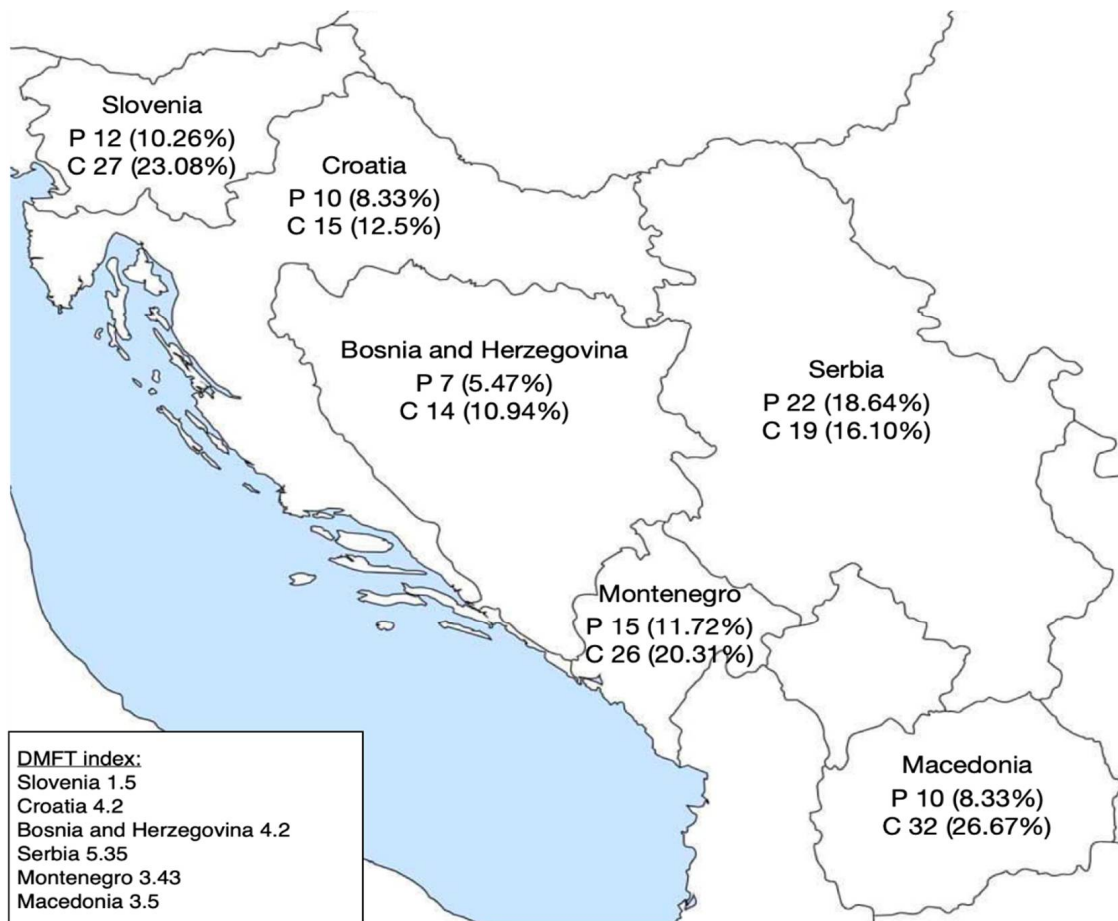 Slovenia
P 12 (10.26%)
C 27 (23.08%)
Croatia
P 10 (8.33%)
C 15 (12.5%)
Bosnia and Herzegovina
P 7 (5.47%)
C 14 (10.94%)
Serbia
P 22 (18.64%)
C 19 (16.10%)
Montenegro
P 15 (11.72%)
C 26 (20.31%)
Macedonia
P 10 (8.33%)
C 32 (26.67%)
DMFT index:
Slovenia 1.5
Croatia 4.2
Bosnia and Herzegovina 4.2
Serbia 5.35
Montenegro 3.43
Macedonia 3.5